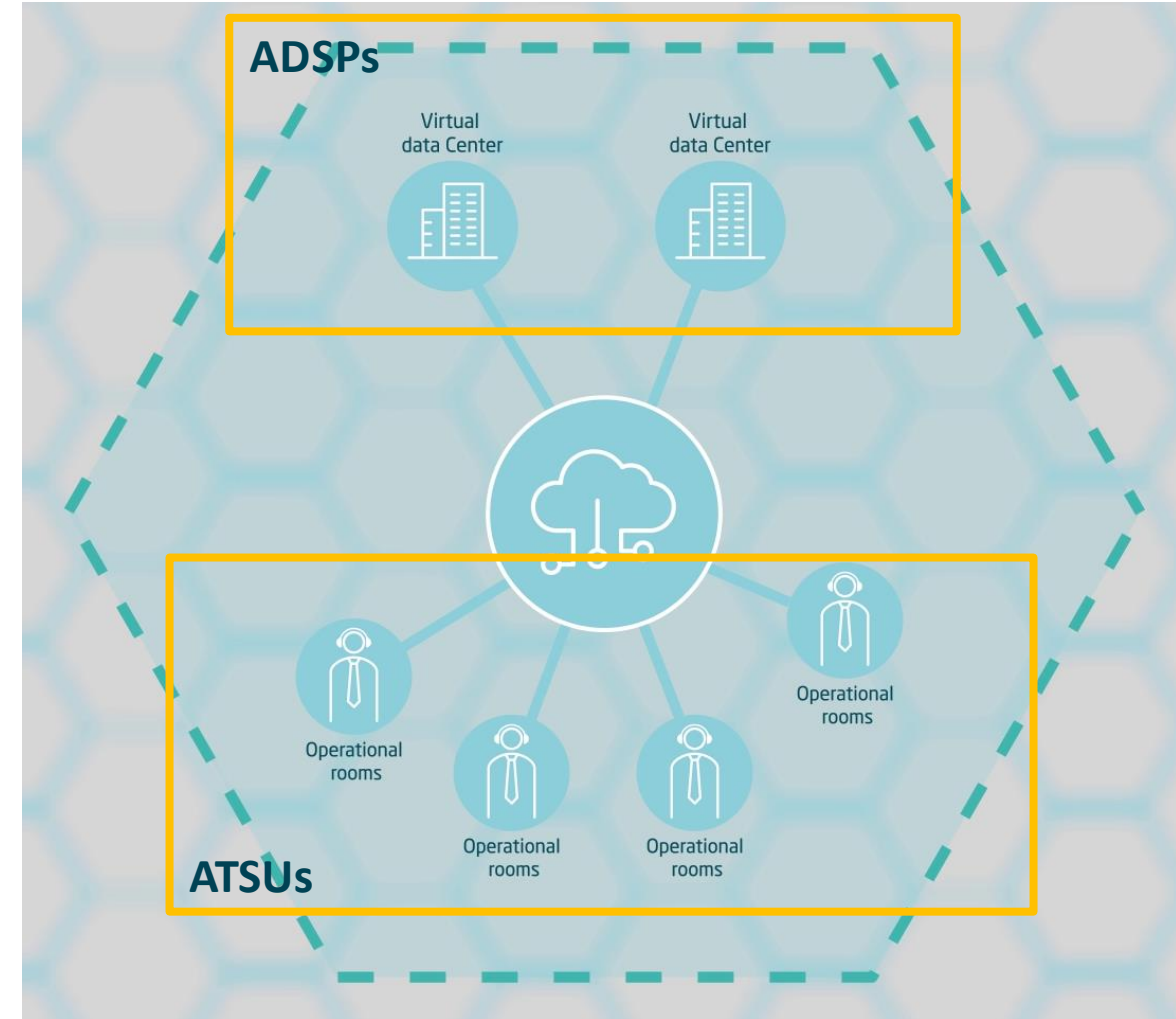 ADSPs
Virtual
data Center
Virtual
data Center
Operational
rooms
Operational
rooms
Operational
rooms
Operational
rooms
ATSUs